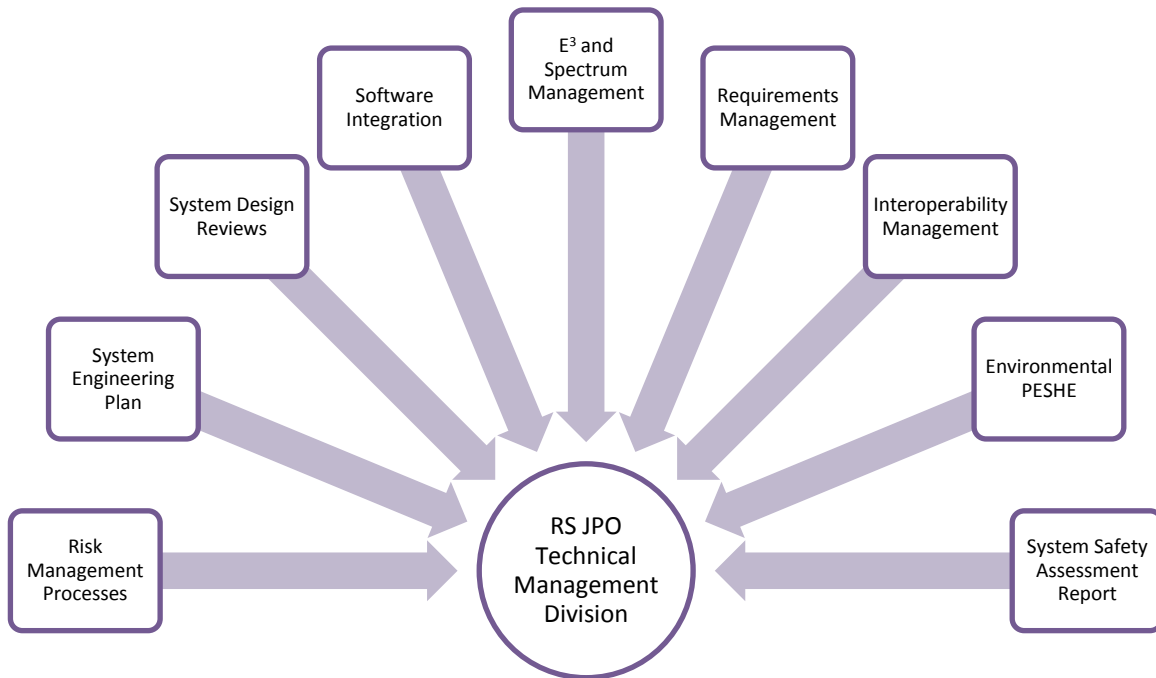 E³ and
Spectrum
Management
Software
Integration
Requirements
Management
System Design
Reviews
Interoperability
Management
System
Engineering
Plan
Environmental
PESHE
Risk
Management
Processes
RS JPO
Technical
Management
Division
System Safety
Assessment
Report